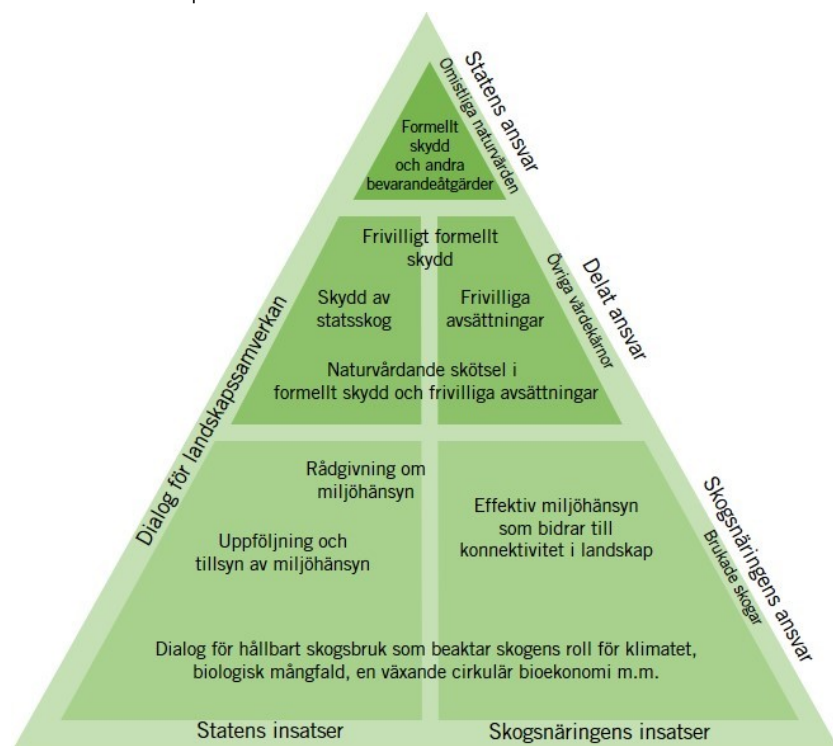 Statens ansvar
Omistliga naturvärden
Formellt
skydd
och andra
bevarandeåtgärder
Delat ansvar
Övriga värdekärnor
Frivilligt formellt
skydd
Skydd av
statsskog
Frivilliga
avsättningar
Naturvårdande skötsel i
formellt skydd och frivilliga avsättningar
Dialog för landskapssamverkan
Skogsnäringens ansvar
Brukade skogar
Rådgivning om
miljöhänsyn
Uppföljning och
tillsyn av miljöhänsyn
Effektiv miljöhänsyn
som bidrar till
konnektivitet i landskap
Dialog för hållbart skogsbruk som beaktar skogens roll för klimatet,
biologisk mångfald, en växande cirkulär bioekonomi m.m.
Statens insatser
Skogsnäringens insatser